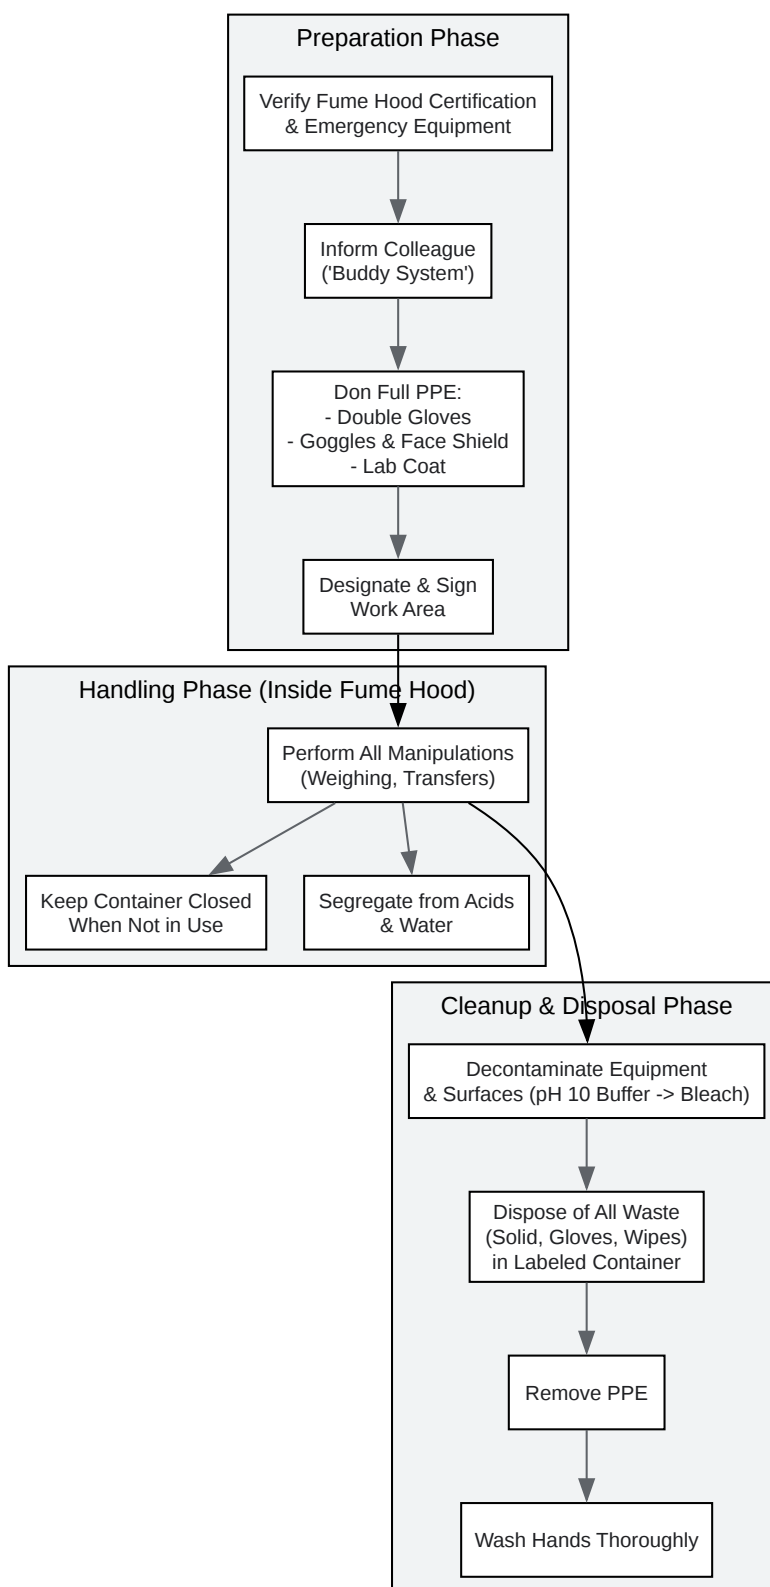 Preparation Phase
Verify Fume Hood Certification
& Emergency Equipment
Inform Colleague
('Buddy System')
Don Full PPE:
- Double Gloves
- Goggles & Face Shield
- Lab Coat
Designate & Sign
Work Area
Handling Phase (Inside Fume Hood)
Perform All Manipulations
(Weighing, Transfers)
Keep Container Closed
When Not in Use
Segregate from Acids
& Water
Cleanup & Disposal Phase
Decontaminate Equipment
& Surfaces (pH 10 Buffer -> Bleach)
Dispose of All Waste
(Solid, Gloves, Wipes)
in Labeled Container
Remove PPE
Wash Hands Thoroughly